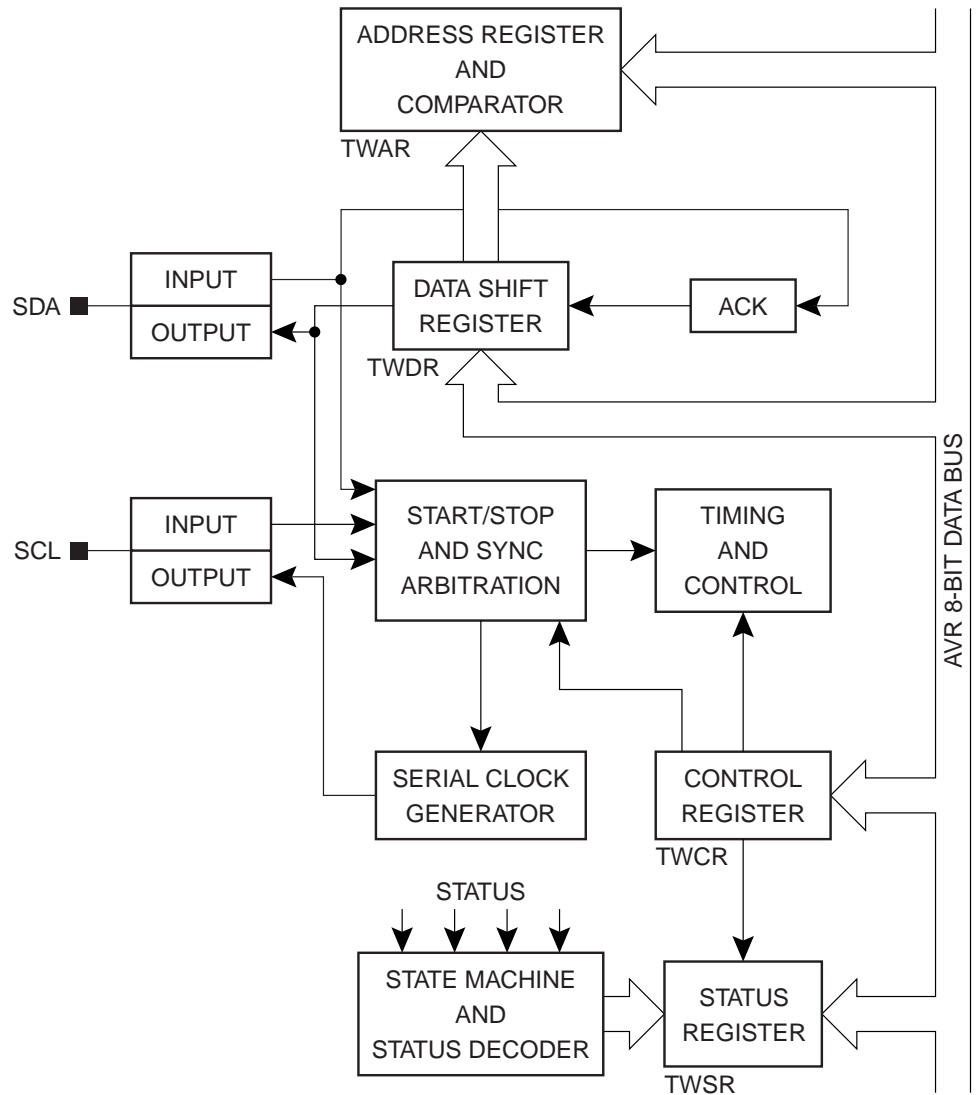 ADDRESS REGISTER
AND
COMPARATOR
TWAR
SDA
INPUT
OUTPUT
DATA SHIFT
REGISTER
TWDR
ACK
SCL
INPUT
OUTPUT
START/STOP
AND SYNC
ARBITRATION
TIMING
AND
CONTROL
AVR 8-BIT DATA BUS
SERIAL CLOCK
GENERATOR
CONTROL
REGISTER
TWCR
STATUS
STATE MACHINE
AND
STATUS DECODER
STATUS
REGISTER
TWSR